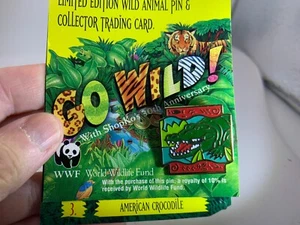 LIMITED EDITION WILD ANIMAL PIN &
COLLECTOR TRADING CARD.
GO WILD!
With ShopKo's 30th Anniversary
WWF World Wildlife Fund
With the purchase of this pin, a royalty of 10% is
received by World Wildlife Fund.
3. AMERICAN CROCODILE